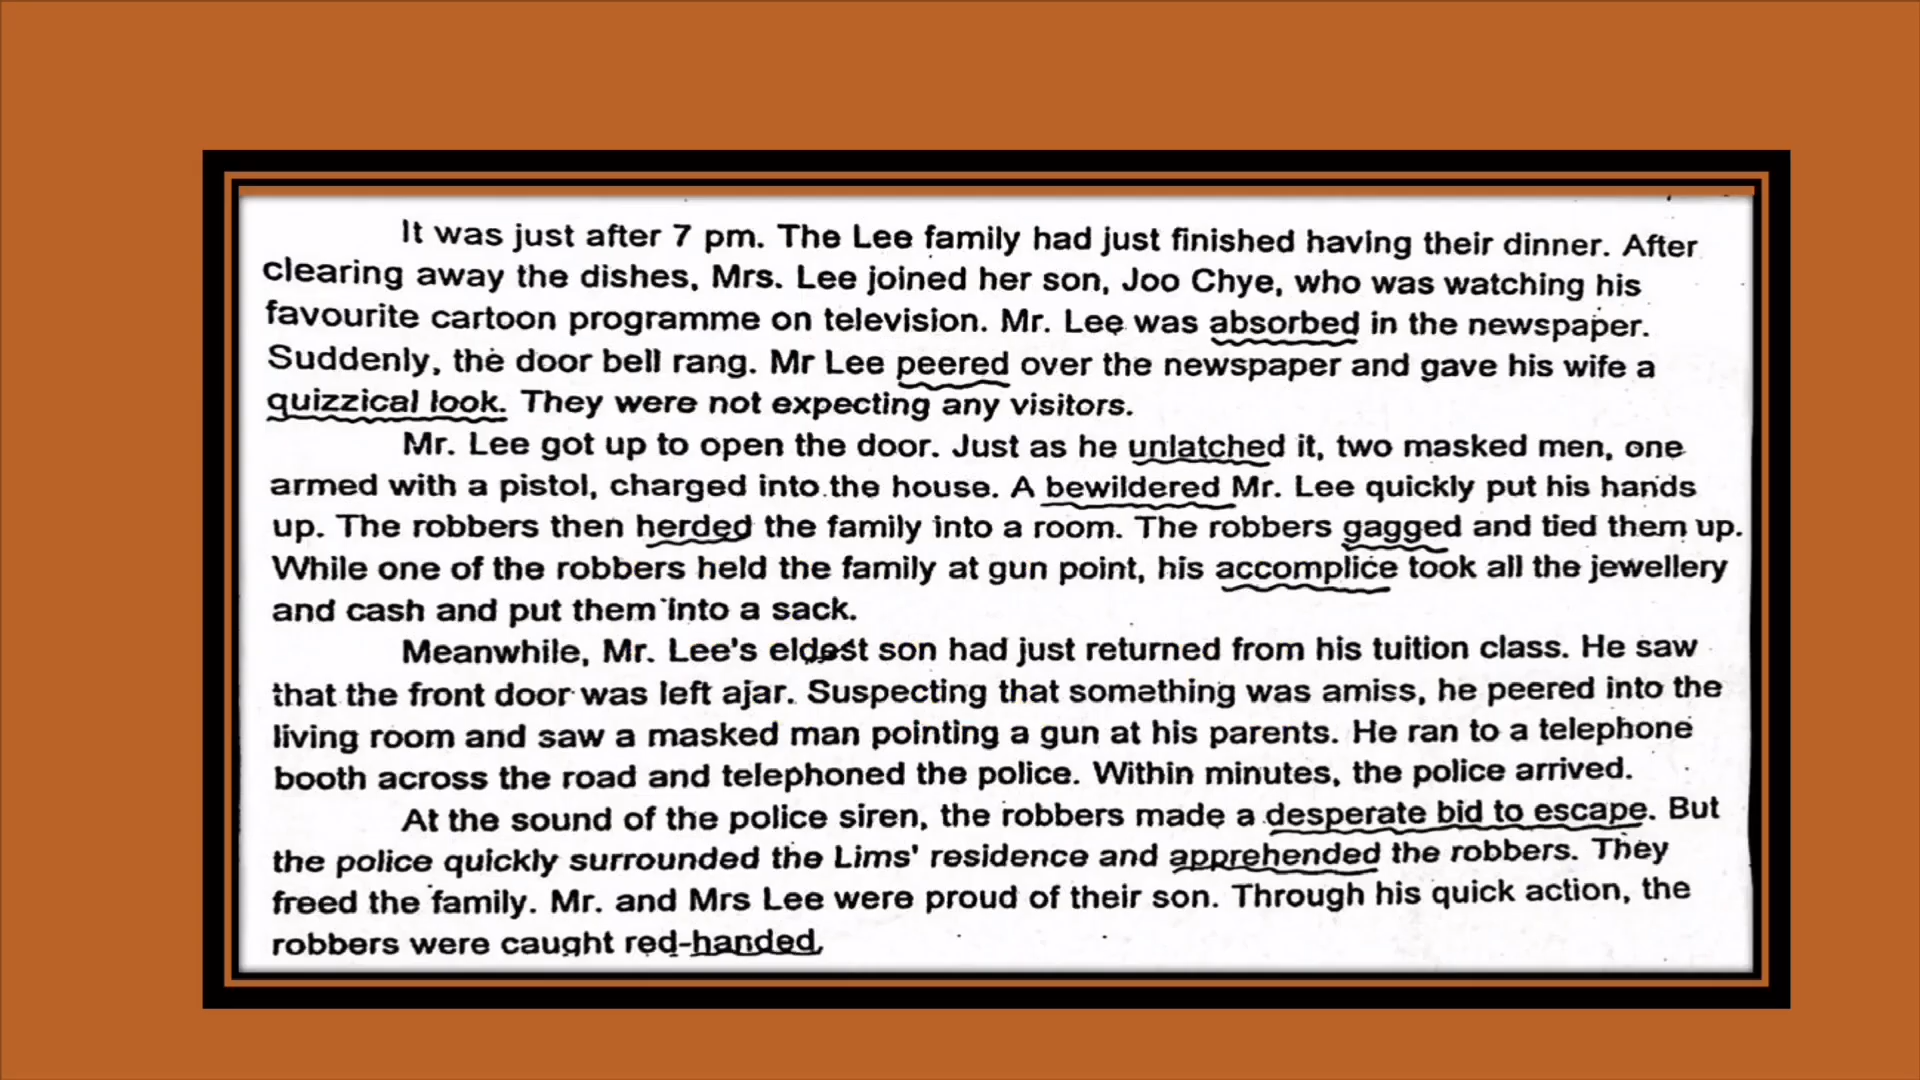 It was just after 7 pm. The Lee family had just finished having their dinner. After
clearing away the dishes, Mrs. Lee joined her son, Joo Chye, who was watching his
favourite cartoon programme on television. Mr. Lee was absorbed in the newspaper.
Suddenly, the door bell rang. Mr Lee peered over the newspaper and gave his wife a
quizzical look. They were not expecting any visitors.
Mr. Lee got up to open the door. Just as he unlatched it, two masked men, one
armed with a pistol, charged into the house. A bewildered Mr. Lee quickly put his hands
up. The robbers then herded the family into a room. The robbers gagged and tied them up.
While one of the robbers held the family at gun point, his accomplice took all the jewellery
and cash and put them into a sack.
Meanwhile, Mr. Lee's eldest son had just returned from his tuition class. He saw
that the front door was left ajar. Suspecting that something was amiss, he peered into the
living room and saw a masked man pointing a gun at his parents. He ran to a telephone
booth across the road and telephoned the police. Within minutes, the police arrived.
At the sound of the police siren, the robbers made a desperate bid to escape. But
the police quickly surrounded the Lims' residence and apprehended the robbers. They
freed the family. Mr. and Mrs Lee were proud of their son. Through his quick action, the
robbers were caught red-handed.